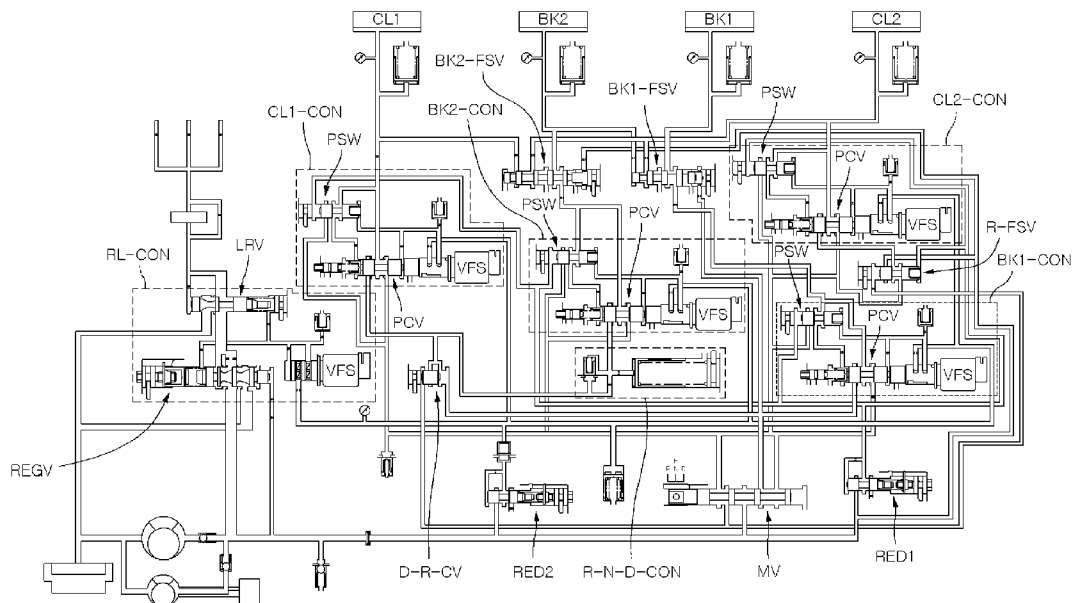 CL1
BK2
BK1
CL2
BK2-FSV
BK2-CON
BK1-FSV
PSW
CL2-CON
CL1-CON
PSW
PCV
PSW
PCV
R-FSV
RL-CON
LRV
VFS
VFS
PSW
BK1-CON
PCV
VFS
PCV
VFS
VFS
REGV
P R N D
D-R-CV
RED2
R-N-D-CON
MV
RED1